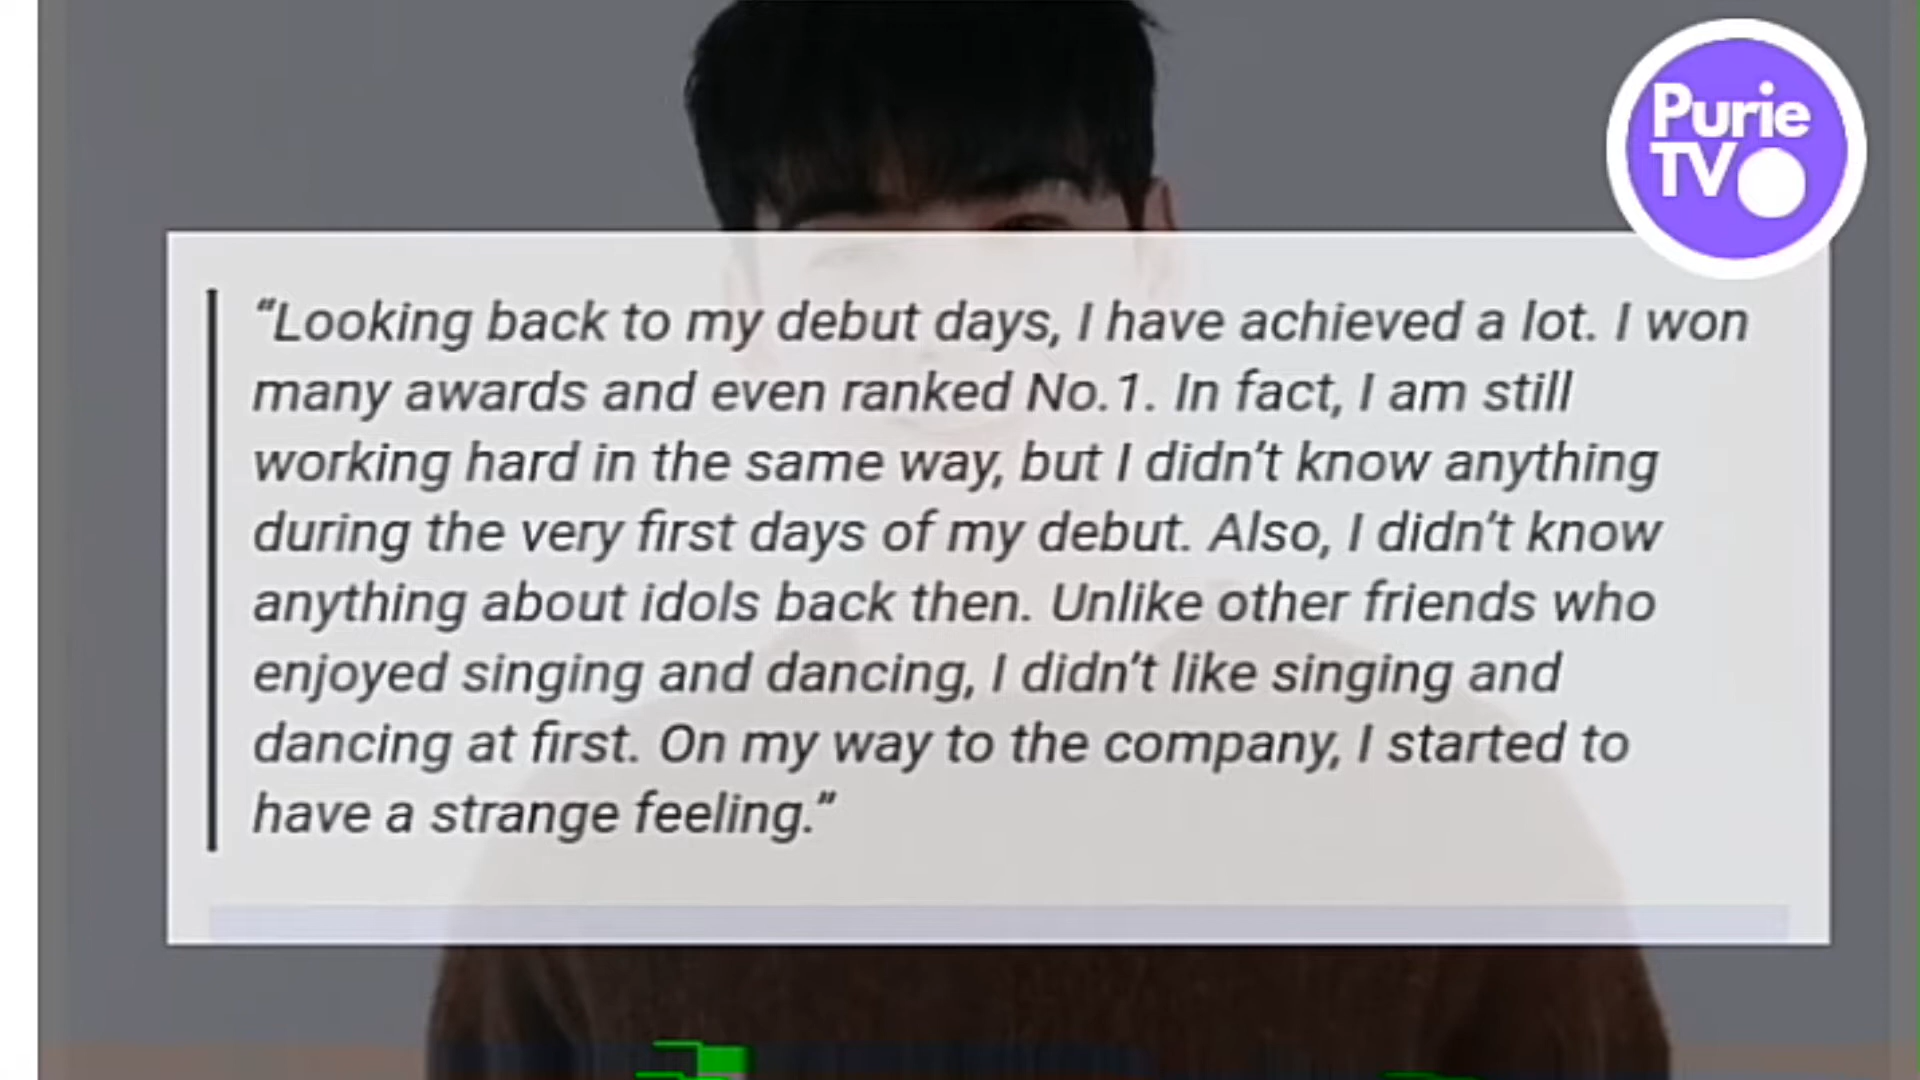 Purie
TV
“Looking back to my debut days, I have achieved a lot. I won
many awards and even ranked No.1. In fact, I am still
working hard in the same way, but I didn’t know anything
during the very first days of my debut. Also, I didn’t know
anything about idols back then. Unlike other friends who
enjoyed singing and dancing, I didn’t like singing and
dancing at first. On my way to the company, I started to
have a strange feeling.”